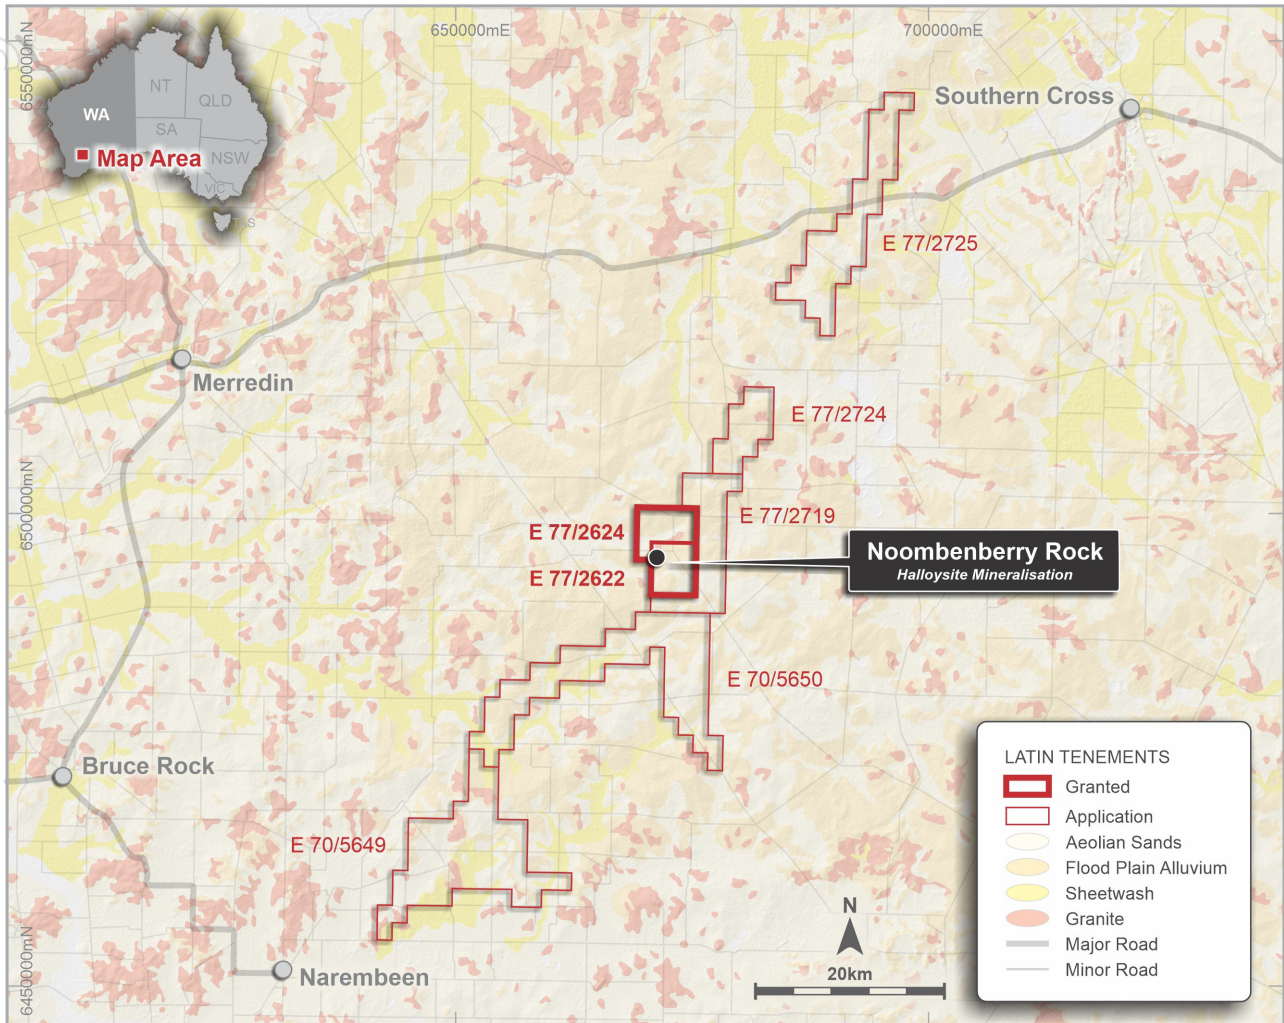 650000mE
700000mE
6550000mN
6500000mN
6450000mN
NT
QLD
WA
SA
NSW
VIC
Map Area
Southern Cross
E 77/2725
Merredin
E 77/2724
E 77/2719
E 77/2624
E 77/2622
Noombenberry Rock
Halloysite Mineralisation
E 70/5650
Bruce Rock
E 70/5649
Narembeen
N
20km
LATIN TENEMENTS
Granted
Application
Aeolian Sands
Flood Plain Alluvium
Sheetwash
Granite
Major Road
Minor Road